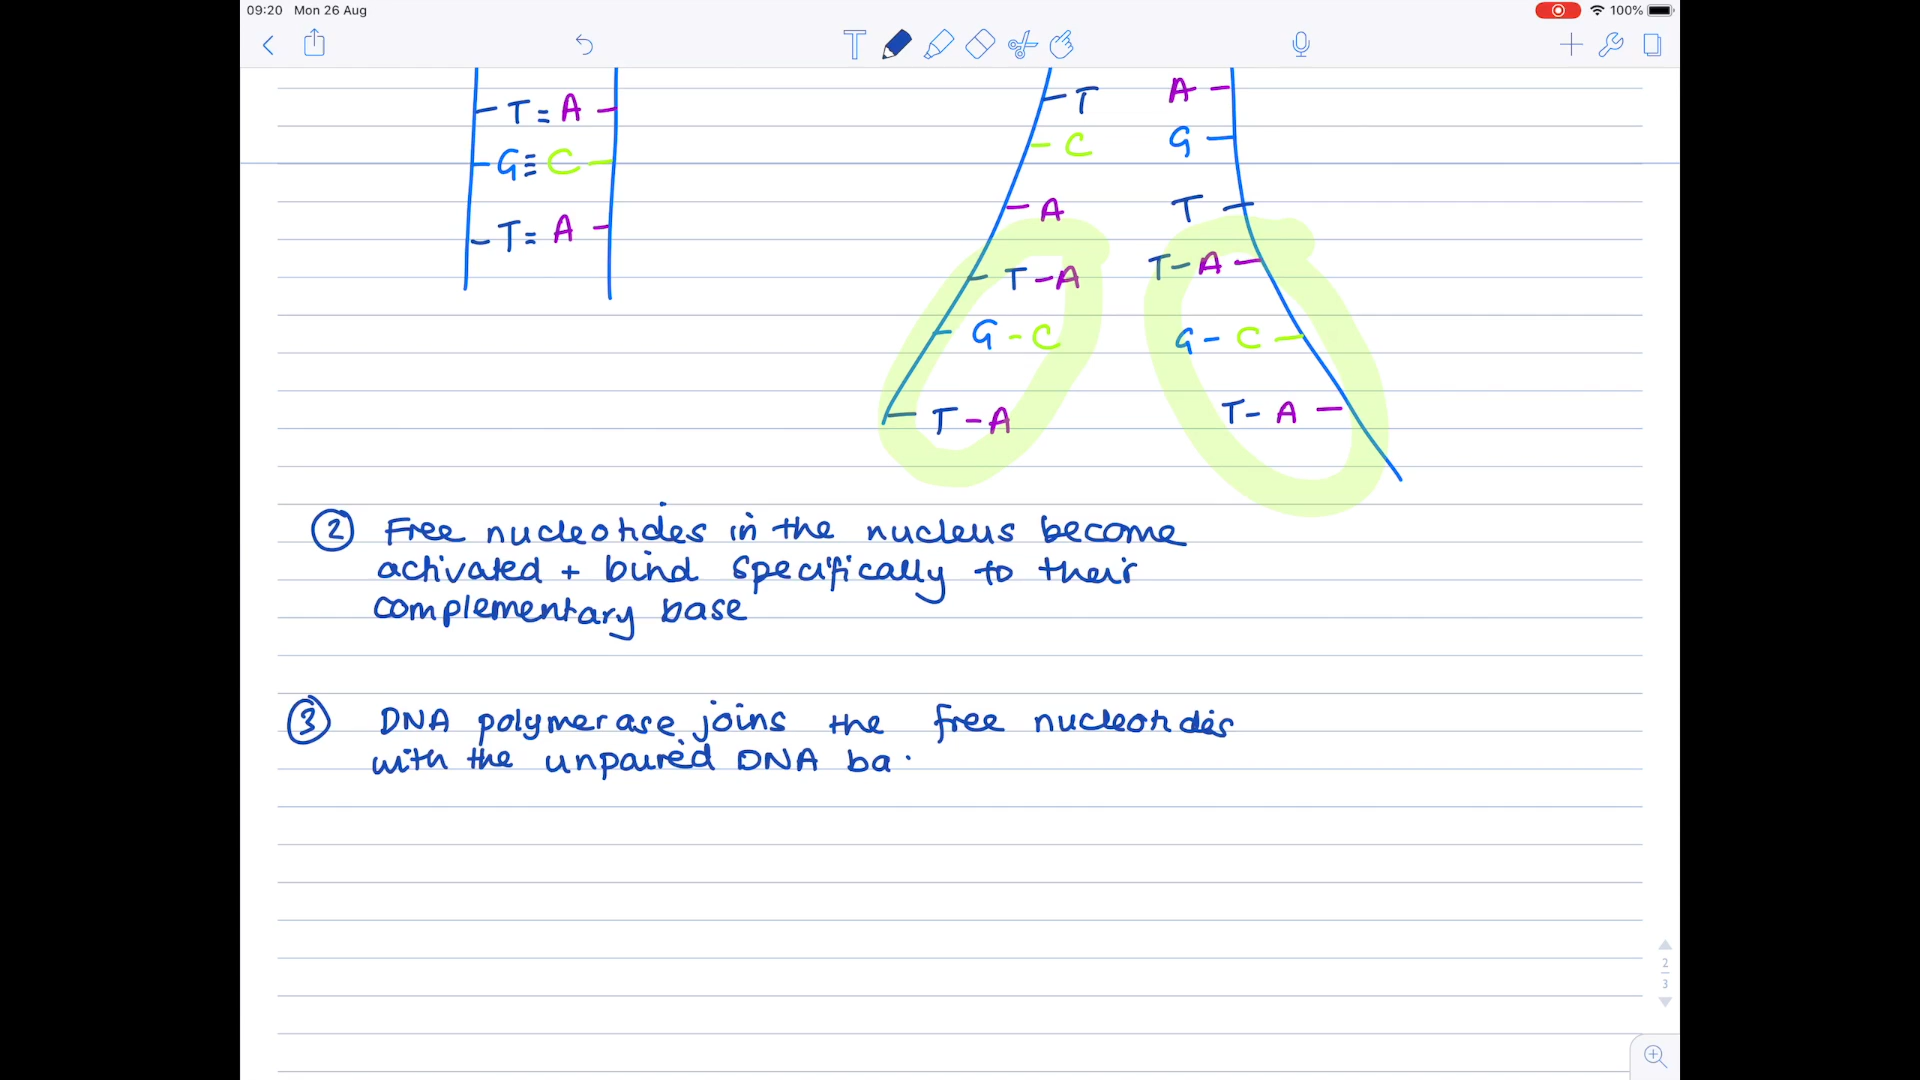 09:20 Mon 26 Aug
100%
T
T = A
G ≡ C
T = A
T A
C G
A T
T - A T - A
G - C G - C
T - A T - A
② Free nucleotides in the nucleus become
activated + bind specifically to their
complementary base
③ DNA polymerase joins the free nucleotides
with the unpaired DNA ba
2
3